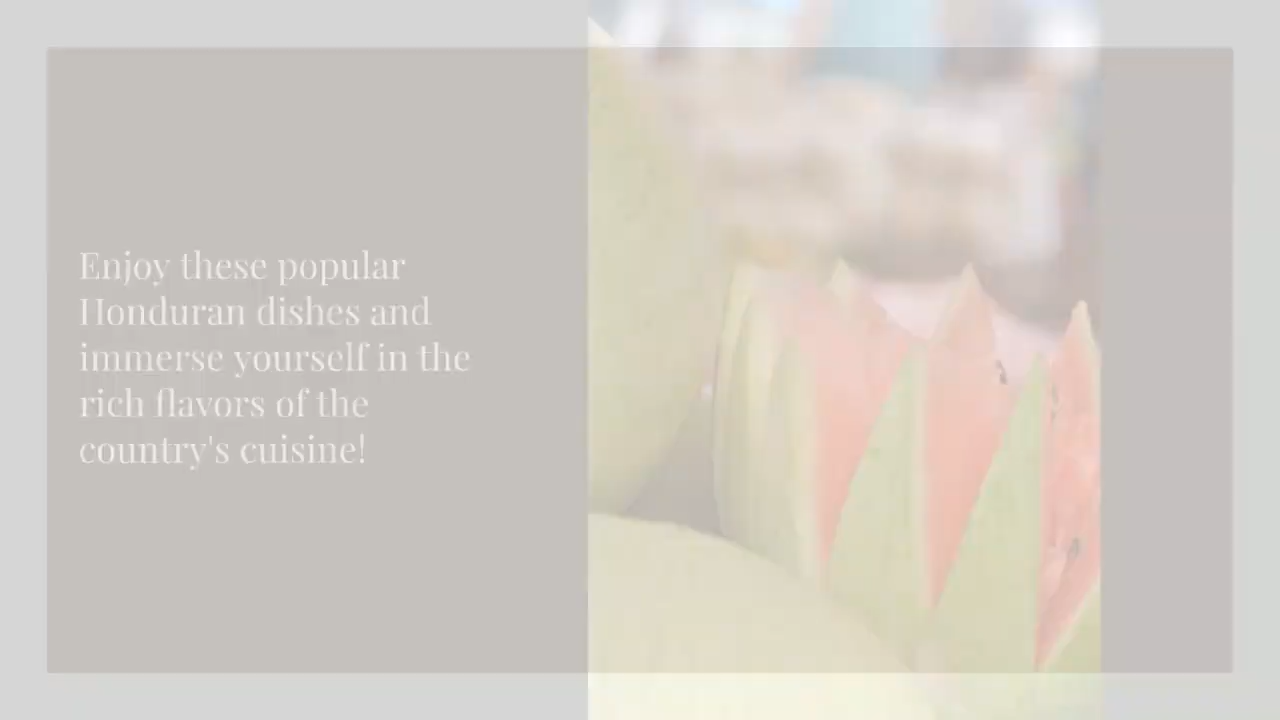 Enjoy these popular
Honduran dishes and
immerse yourself in the
rich flavors of the
country's cuisine!